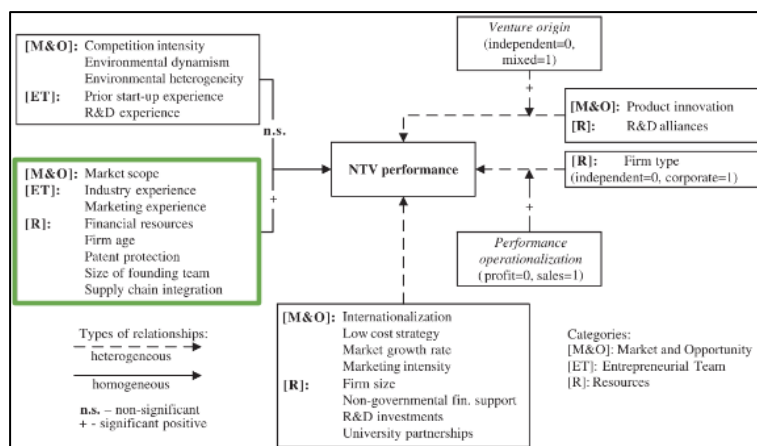 [M&O]: Competition intensity
Environmental dynamism
Environmental heterogeneity
[ET]: Prior start-up experience
R&D experience
n.s.
[M&O]: Market scope
[ET]: Industry experience
Marketing experience
[R]: Financial resources
Firm age
Patent protection
Size of founding team
Supply chain integration
+
NTV performance
Venture origin
(independent=0,
mixed=1)
+
[M&O]: Product innovation
[R]: R&D alliances
[R]: Firm type
(independent=0, corporate=1)
+
Performance
operationalization
(profit=0, sales=1)
[M&O]: Internationalization
Low cost strategy
Market growth rate
Marketing intensity
[R]: Firm size
Non-governmental fin. support
R&D investments
University partnerships
Types of relationships:
heterogeneous
homogeneous
n.s. – non-significant
+ - significant positive
Categories:
[M&O]: Market and Opportunity
[ET]: Entrepreneurial Team
[R]: Resources